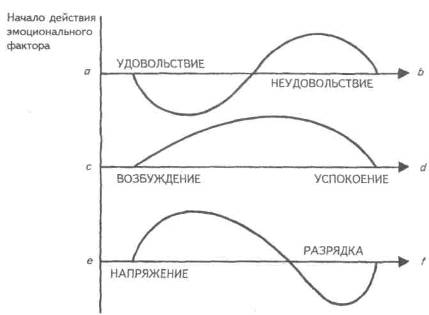 Начало действия
эмоционального
фактора
УДОВОЛЬСТВИЕ
a
b
НЕУДОВОЛЬСТВИЕ
c
d
ВОЗБУЖДЕНИЕ
УСПОКОЕНИЕ
РАЗРЯДКА
e
f
НАПРЯЖЕНИЕ